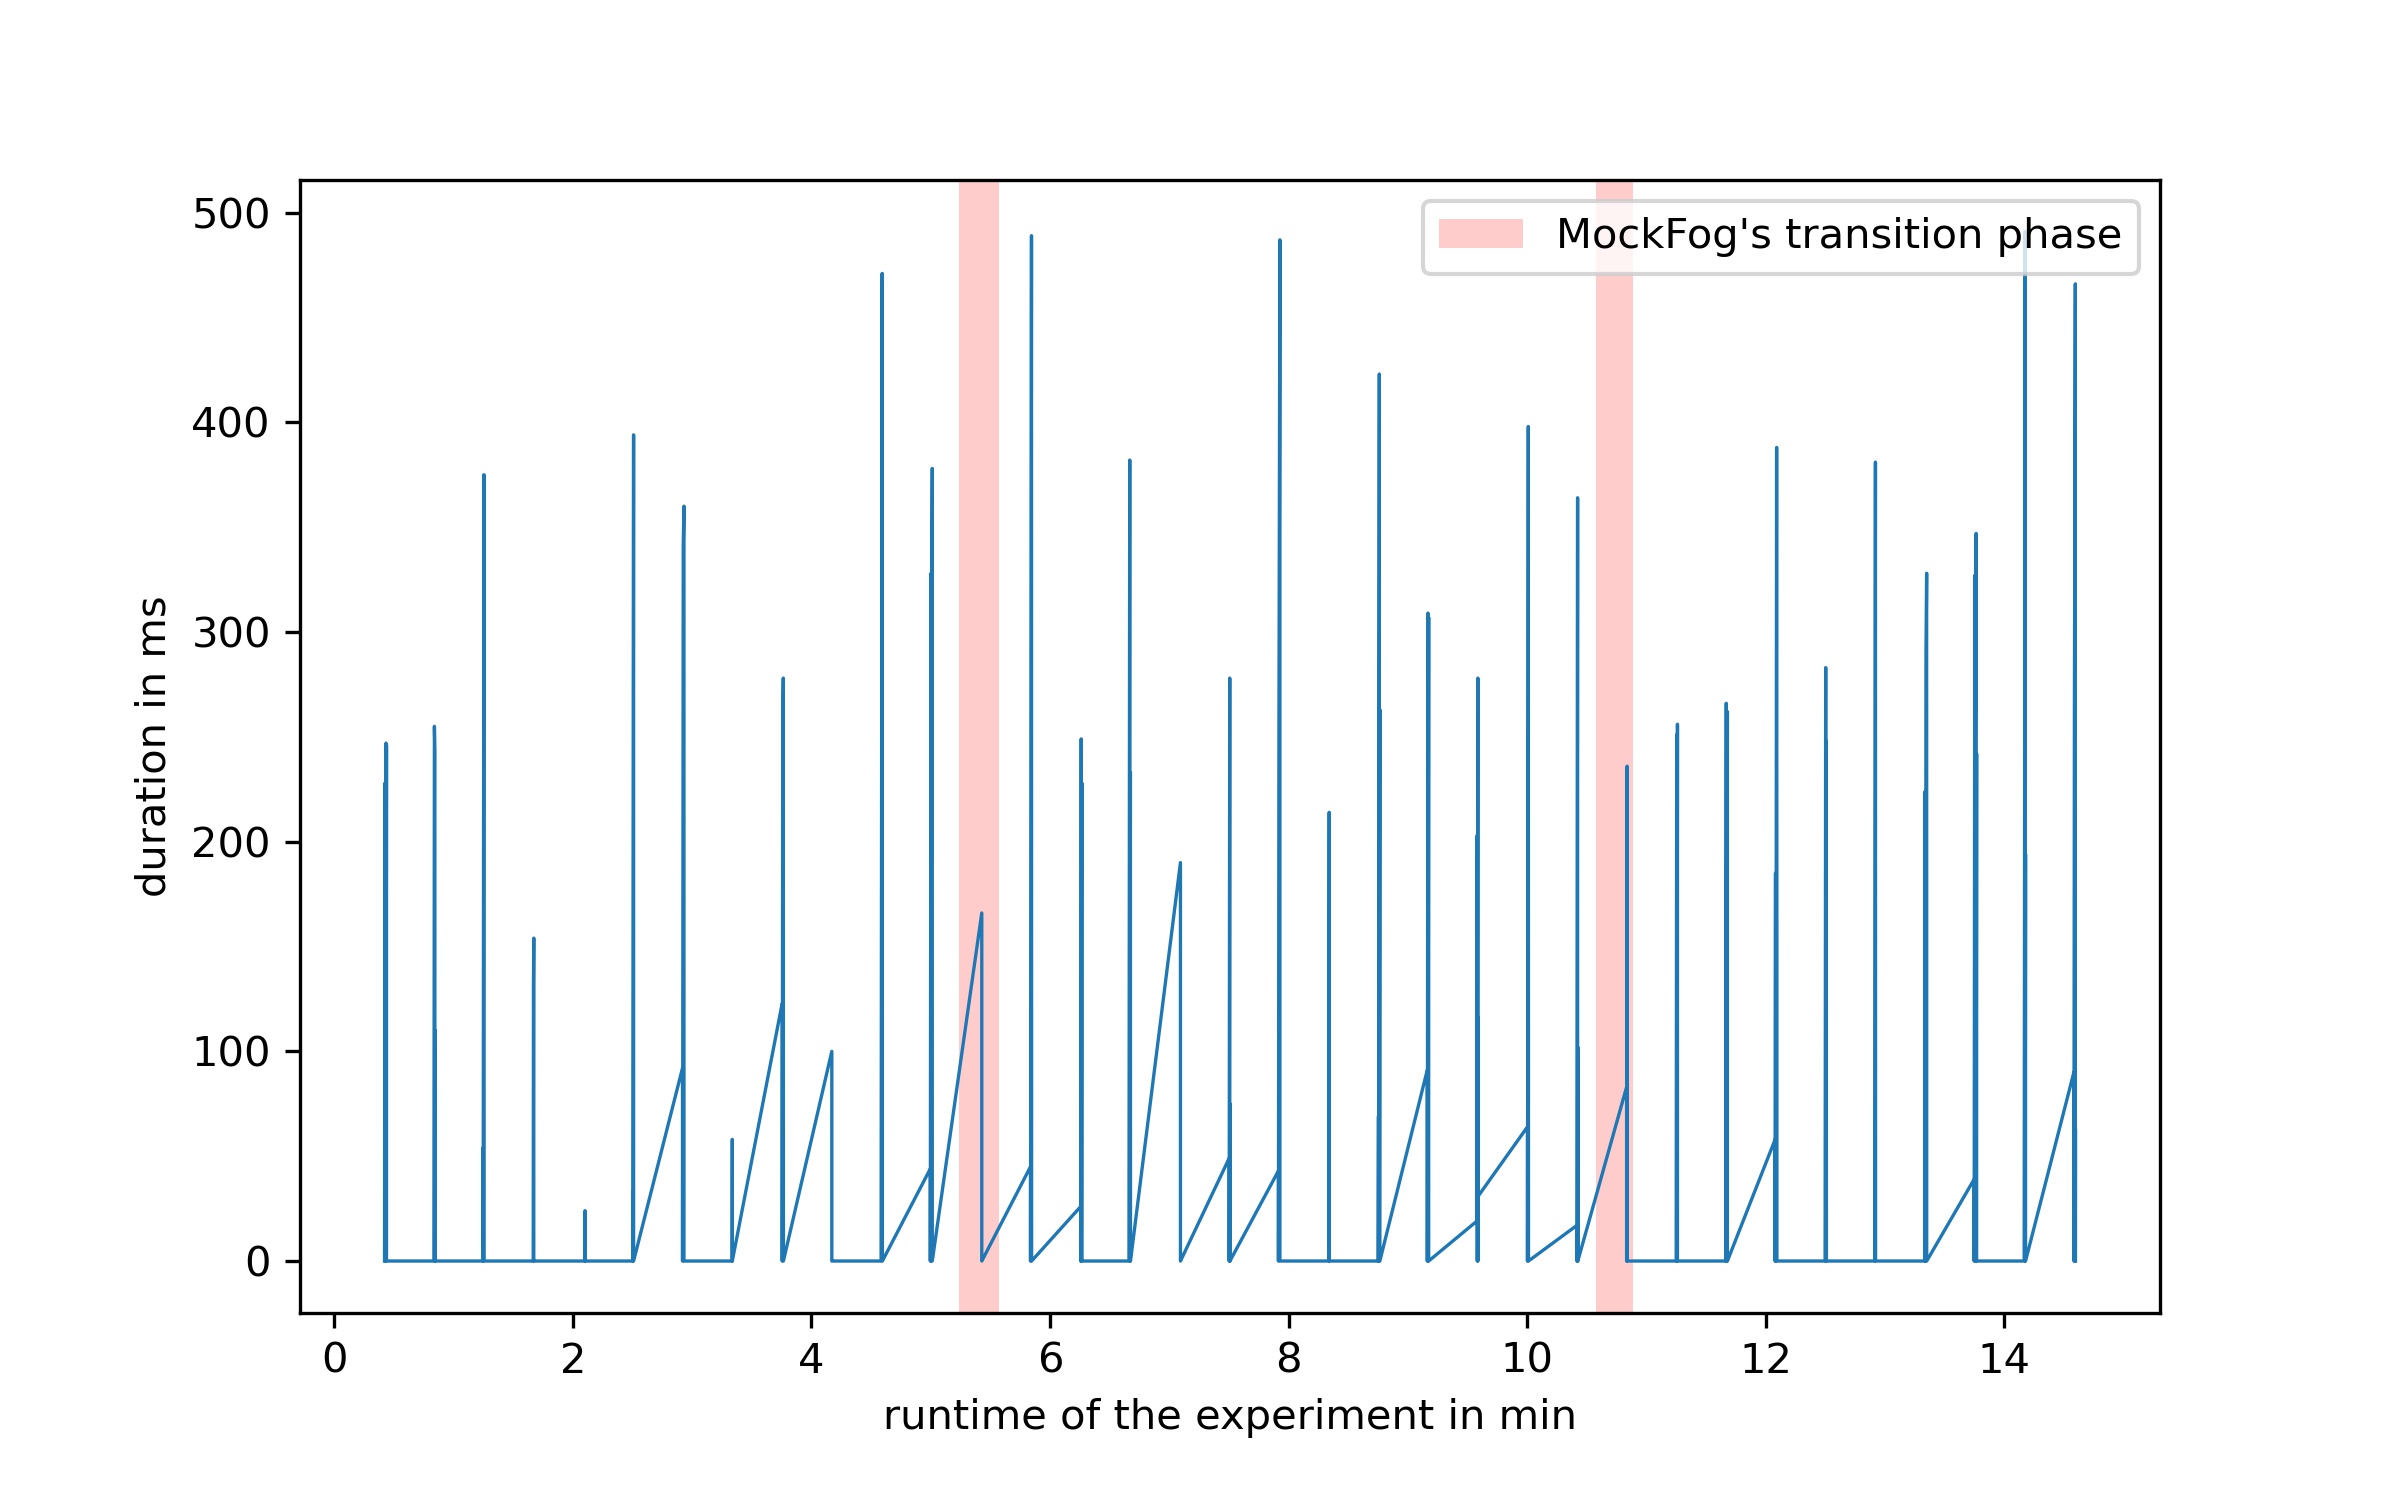 MockFog's transition phase
500
400
300
200
100
0
duration in ms
0 2 4 6 8 10 12 14
runtime of the experiment in min